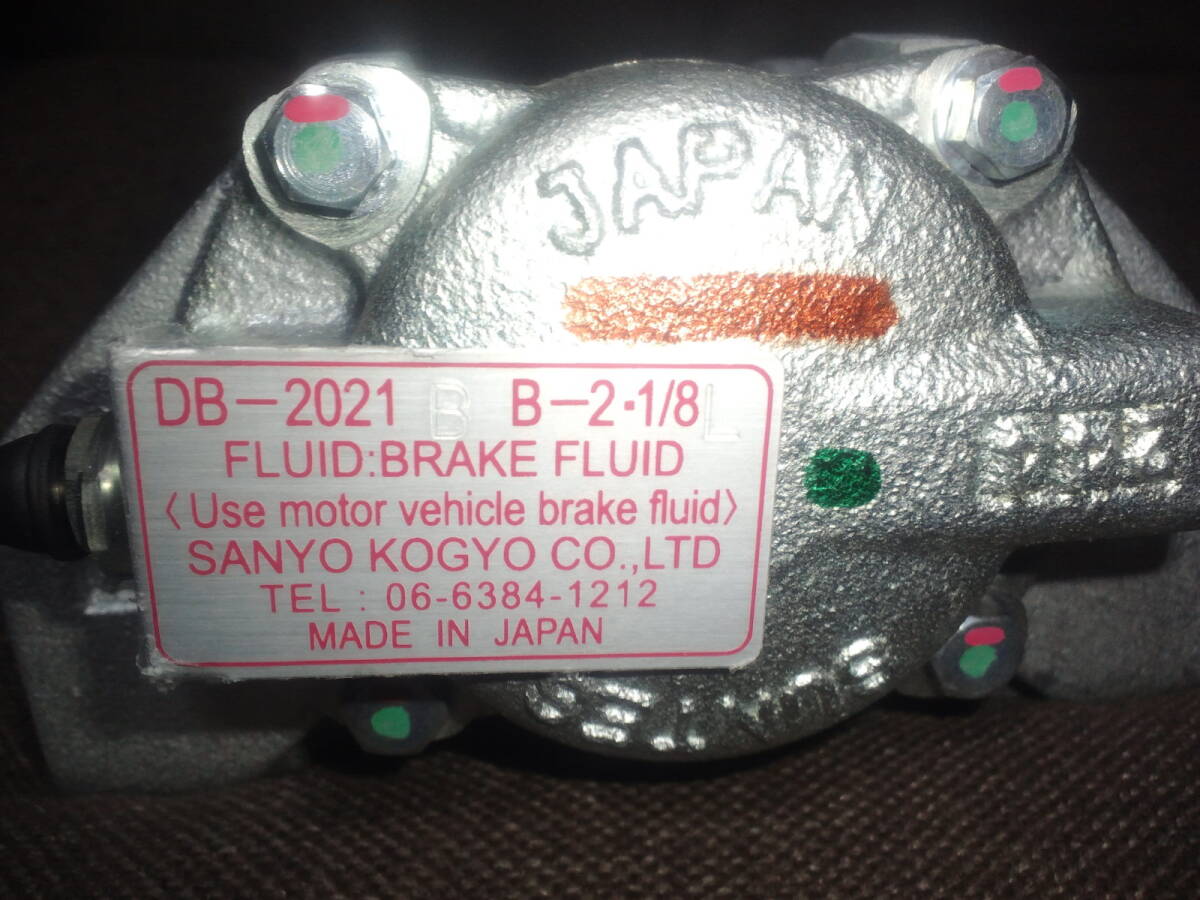 JAPAN
DB-2021 B B-2·1/8 L
FLUID:BRAKE FLUID
〈Use motor vehicle brake fluid〉
SANYO KOGYO CO.,LTD
TEL : 06-6384-1212
MADE IN JAPAN